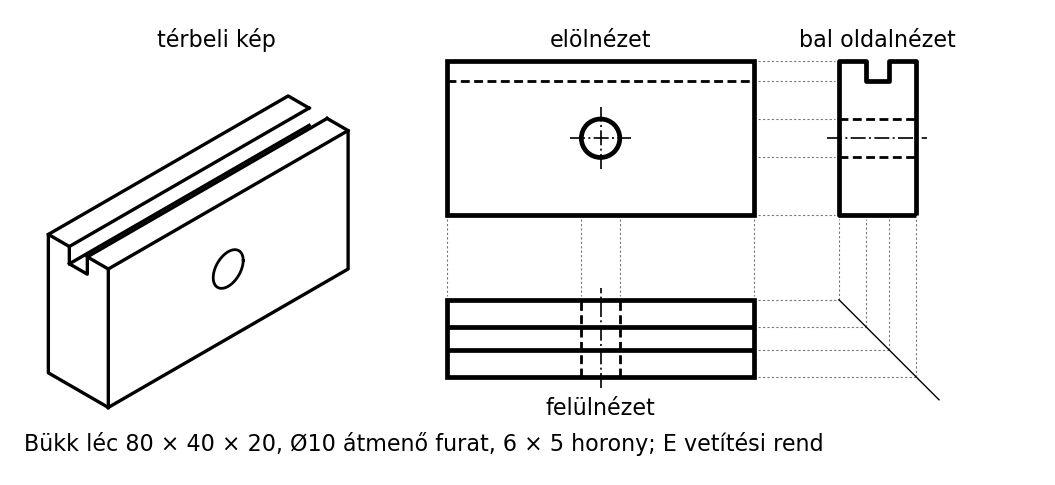 térbeli kép
elölnézet
bal oldalnézet
felülnézet
Bükk léc 80 × 40 × 20, Ø10 átmenő furat, 6 × 5 horony; E vetítési rend